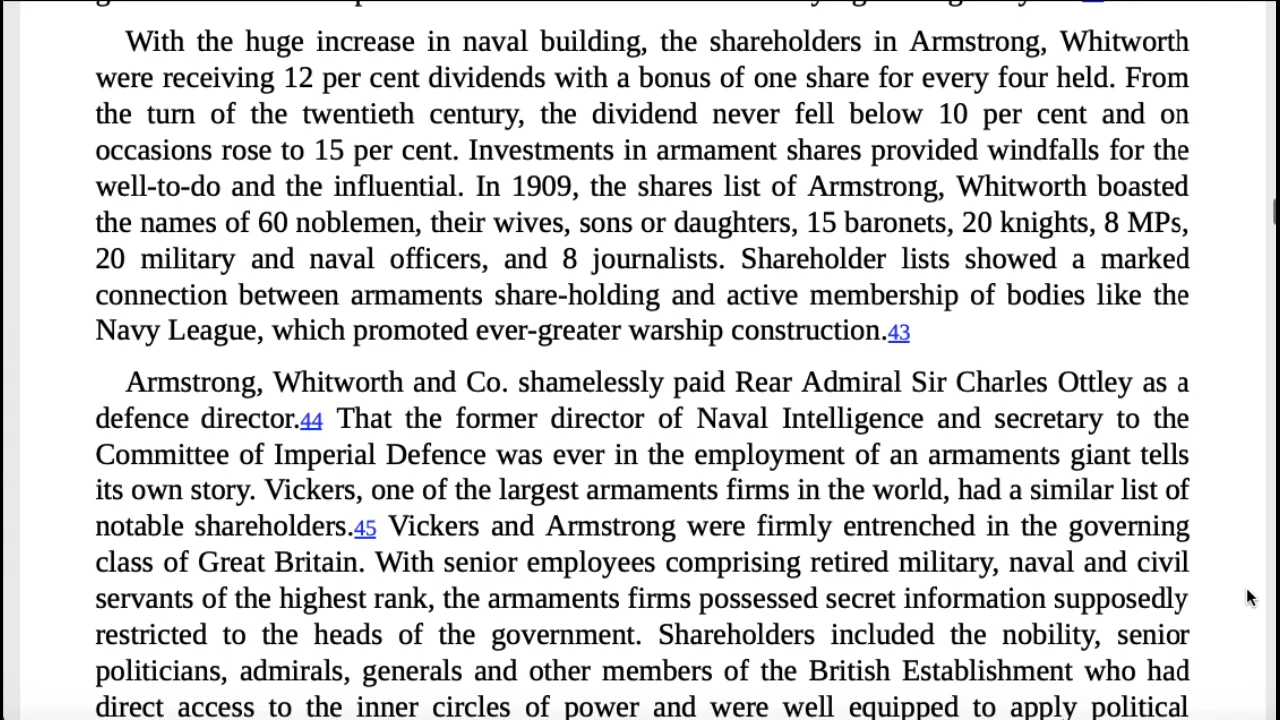 With the huge increase in naval building, the shareholders in Armstrong, Whitworth
were receiving 12 per cent dividends with a bonus of one share for every four held. From
the turn of the twentieth century, the dividend never fell below 10 per cent and on
occasions rose to 15 per cent. Investments in armament shares provided windfalls for the
well-to-do and the influential. In 1909, the shares list of Armstrong, Whitworth boasted
the names of 60 noblemen, their wives, sons or daughters, 15 baronets, 20 knights, 8 MPs,
20 military and naval officers, and 8 journalists. Shareholder lists showed a marked
connection between armaments share-holding and active membership of bodies like the
Navy League, which promoted ever-greater warship construction.43
Armstrong, Whitworth and Co. shamelessly paid Rear Admiral Sir Charles Ottley as a
defence director.44 That the former director of Naval Intelligence and secretary to the
Committee of Imperial Defence was ever in the employment of an armaments giant tells
its own story. Vickers, one of the largest armaments firms in the world, had a similar list of
notable shareholders.45 Vickers and Armstrong were firmly entrenched in the governing
class of Great Britain. With senior employees comprising retired military, naval and civil
servants of the highest rank, the armaments firms possessed secret information supposedly
restricted to the heads of the government. Shareholders included the nobility, senior
politicians, admirals, generals and other members of the British Establishment who had
direct access to the inner circles of power and were well equipped to apply political